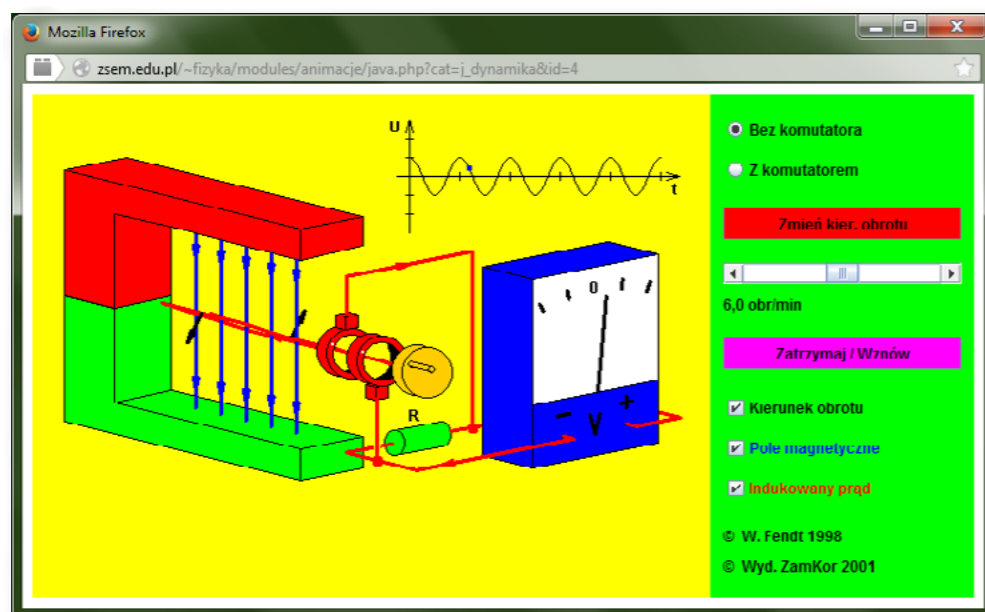 Mozilla Firefox
zsem.edu.pl/~fizyka/modules/animacje/java.php?cat=j_dynamika&id=4
U
t
Bez komutatora
Z komutatorem
Zmień kier. obrotu
6,0 obr/min
Zatrzymaj / Wznów
Kierunek obrotu
Pole magnetyczne
Indukowany prąd
© W. Fendt 1998
© Wyd. ZamKor 2001
0
R
− V +